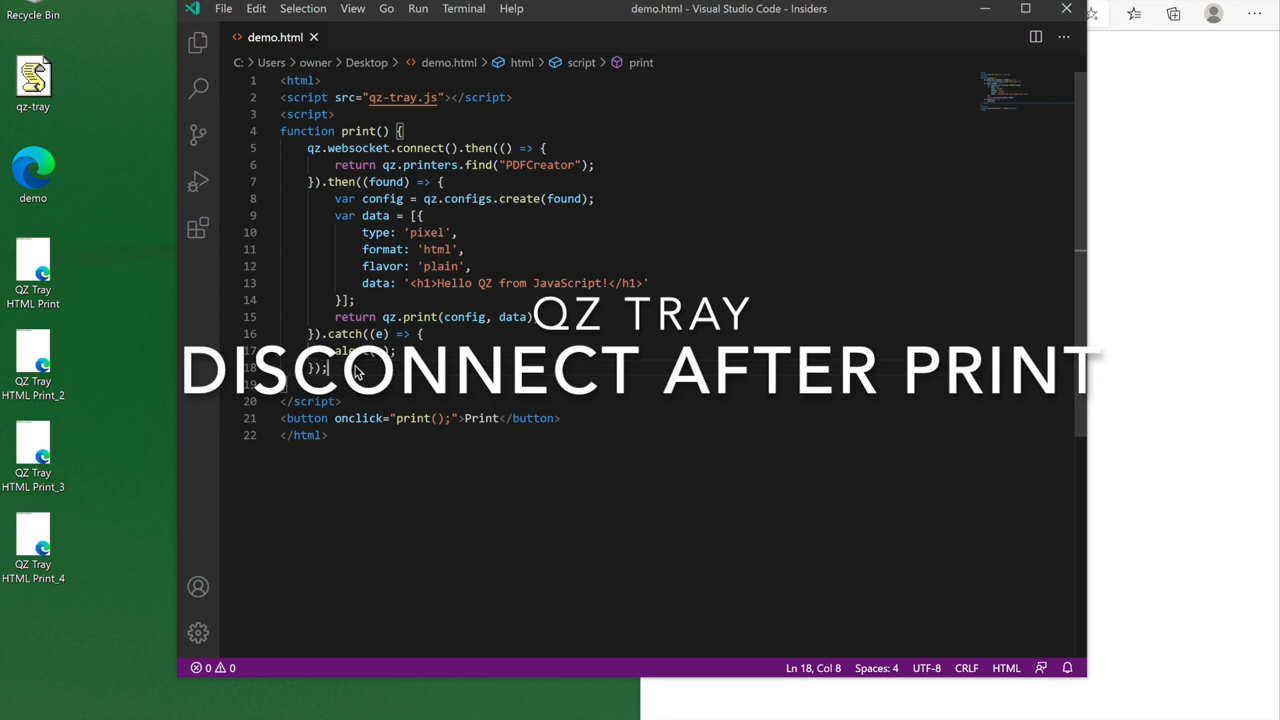 Recycle Bin
qz-tray
demo
QZ Tray
HTML Print
QZ Tray
HTML Print_2
QZ Tray
HTML Print_3
QZ Tray
HTML Print_4
File Edit Selection View Go Run Terminal Help demo.html - Visual Studio Code - Insiders
demo.html
C: > Users > owner > Desktop > demo.html > html > script > print
1 <html>
2 <script src="qz-tray.js"></script>
3 <script>
4 function print() {
5 qz.websocket.connect().then(() => {
6 return qz.printers.find("PDFCreator");
7 }).then((found) => {
8 var config = qz.configs.create(found);
9 var data = [{
10 type: 'pixel',
11 format: 'html',
12 flavor: 'plain',
13 data: '<h1>Hello QZ from JavaScript!</h1>'
14 }];
15 return qz.print(config, data)
16 }).catch((e) => {
18 });
20 </script>
21 <button onclick="print();">Print</button>
22 </html>
QZ TRAY
DISCONNECT AFTER PRINT
0 0 Ln 18, Col 8 Spaces: 4 UTF-8 CRLF HTML